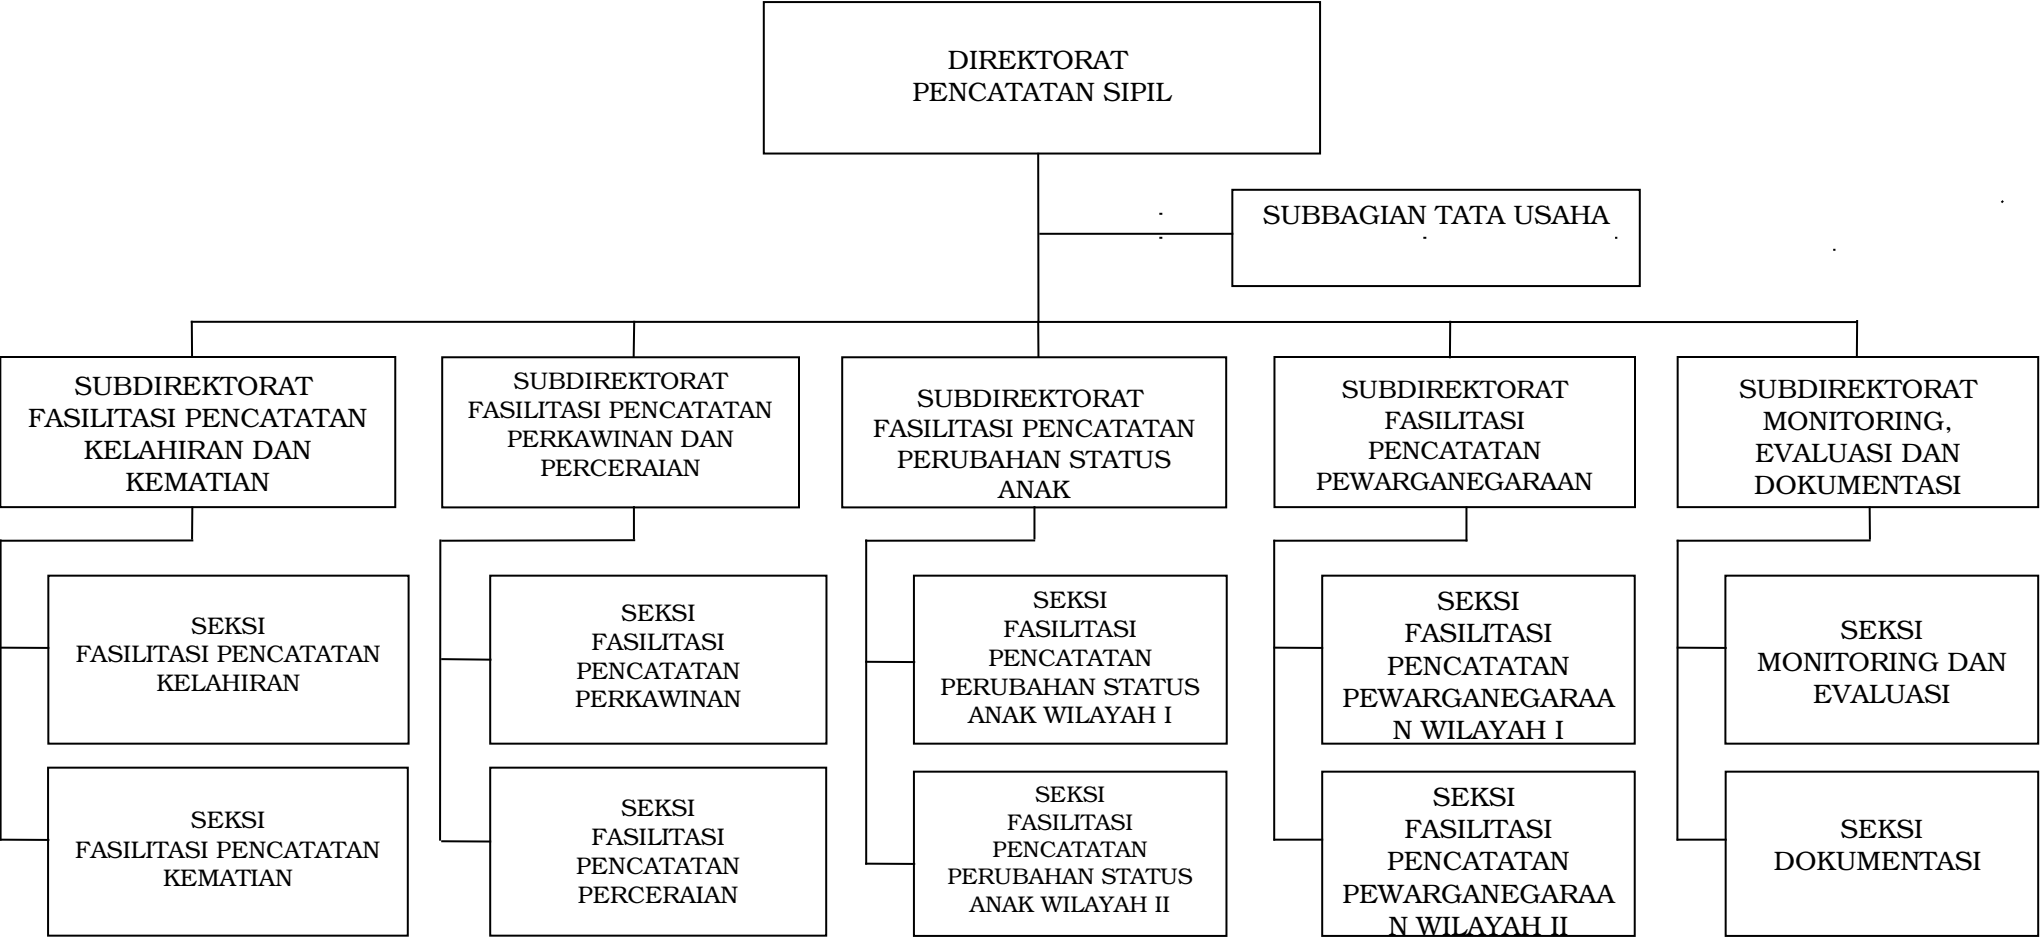 DIREKTORAT
PENCATATAN SIPIL
SUBBAGIAN TATA USAHA
SUBDIREKTORAT
FASILITASI PENCATATAN
KELAHIRAN DAN
KEMATIAN
SUBDIREKTORAT
FASILITASI PENCATATAN
PERKAWINAN DAN
PERCERAIAN
SUBDIREKTORAT
FASILITASI PENCATATAN
PERUBAHAN STATUS
ANAK
SUBDIREKTORAT
FASILITASI
PENCATATAN
PEWARGANEGARAAN
SUBDIREKTORAT
MONITORING,
EVALUASI DAN
DOKUMENTASI
SEKSI
FASILITASI PENCATATAN
KELAHIRAN
SEKSI
FASILITASI
PENCATATAN
PERKAWINAN
SEKSI
FASILITASI
PENCATATAN
PERUBAHAN STATUS
ANAK WILAYAH I
SEKSI
FASILITASI
PENCATATAN
PEWARGANEGARAA
N WILAYAH I
SEKSI
MONITORING DAN
EVALUASI
SEKSI
FASILITASI PENCATATAN
KEMATIAN
SEKSI
FASILITASI
PENCATATAN
PERCERAIAN
SEKSI
FASILITASI
PENCATATAN
PERUBAHAN STATUS
ANAK WILAYAH II
SEKSI
FASILITASI
PENCATATAN
PEWARGANEGARAA
N WILAYAH II
SEKSI
DOKUMENTASI